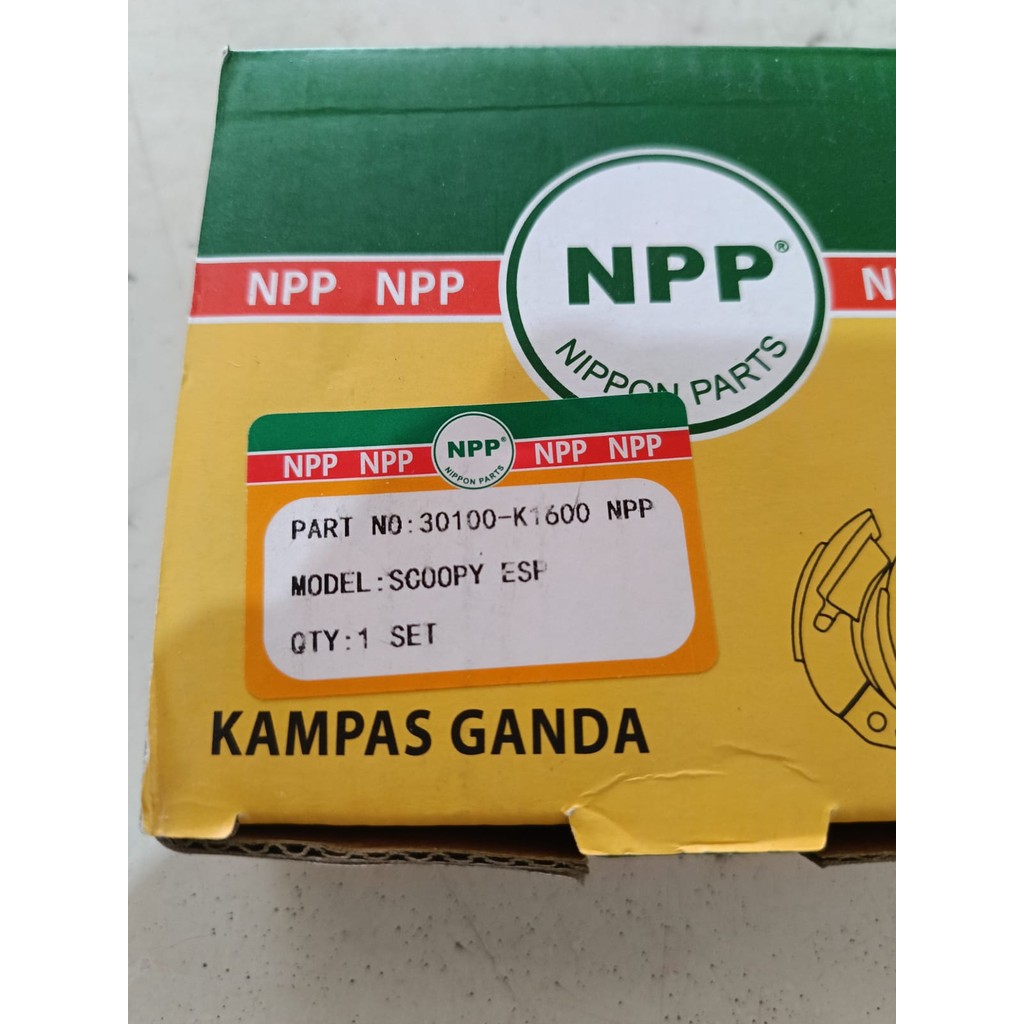 NPP®
NPP NPP
NIPPON PARTS
NPP NPP NPP® NPP NPP
NIPPON PARTS
PART NO:30100-K1600 NPP
MODEL:SCOOPY ESP
QTY:1 SET
KAMPAS GANDA